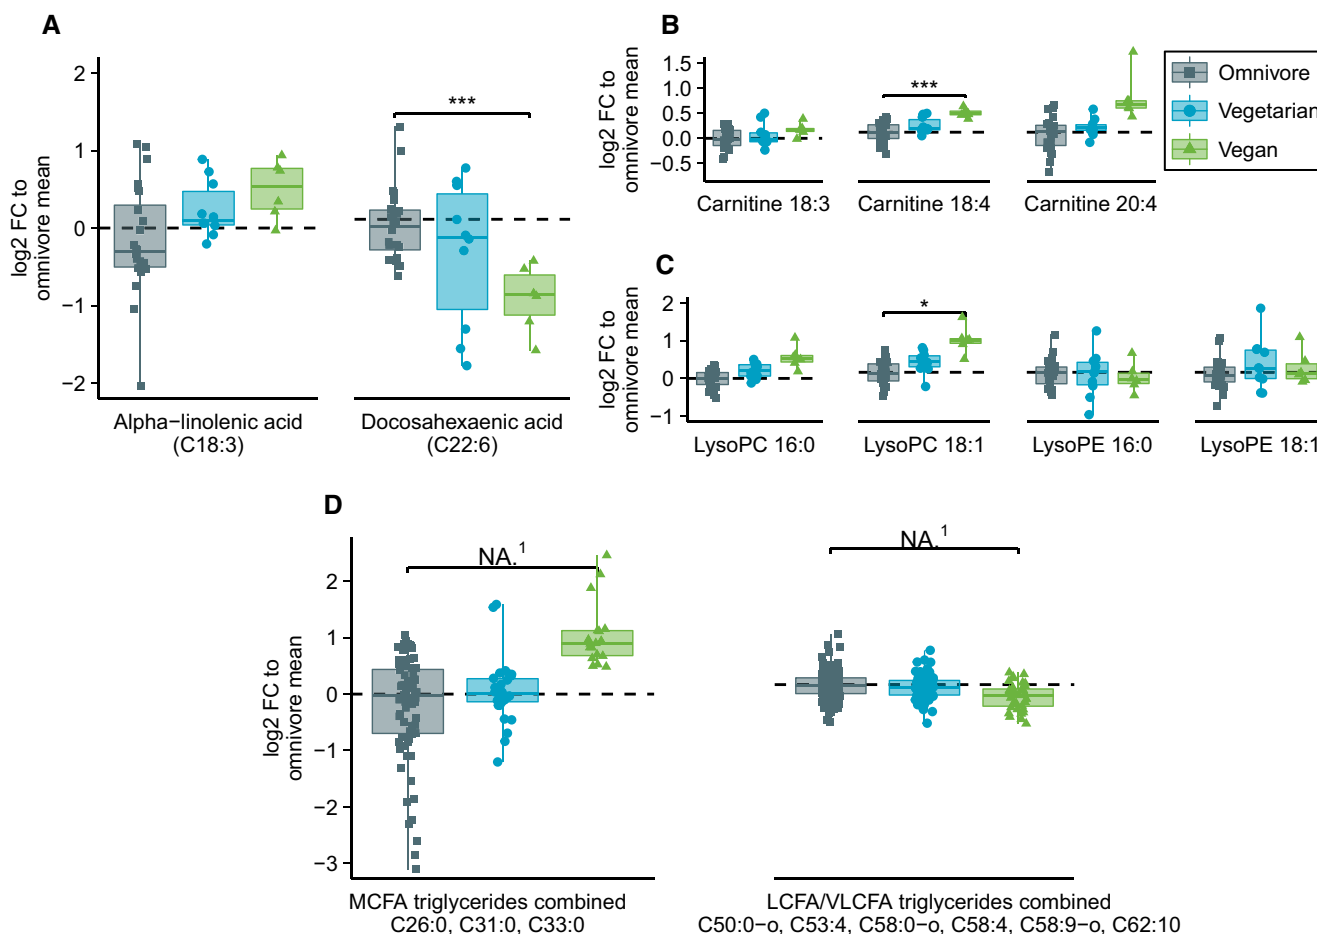 A
log2 FC to
omnivore mean
2
1
0
−1
−2
***
Alpha−linolenic acid
(C18:3)
Docosahexaenic acid
(C22:6)
B
log2 FC to
omnivore mean
1.5
1.0
0.5
0.0
−0.5
***
Carnitine 18:3
Carnitine 18:4
Carnitine 20:4
Omnivore
Vegetarian
Vegan
C
log2 FC to
omnivore mean
2
1
0
−1
*
LysoPC 16:0
LysoPC 18:1
LysoPE 16:0
LysoPE 18:1
D
log2 FC to
omnivore mean
2
1
0
−1
−2
−3
NA.1
NA.1
MCFA triglycerides combined
C26:0, C31:0, C33:0
LCFA/VLCFA triglycerides combined
C50:0−o, C53:4, C58:0−o, C58:4, C58:9−o, C62:10